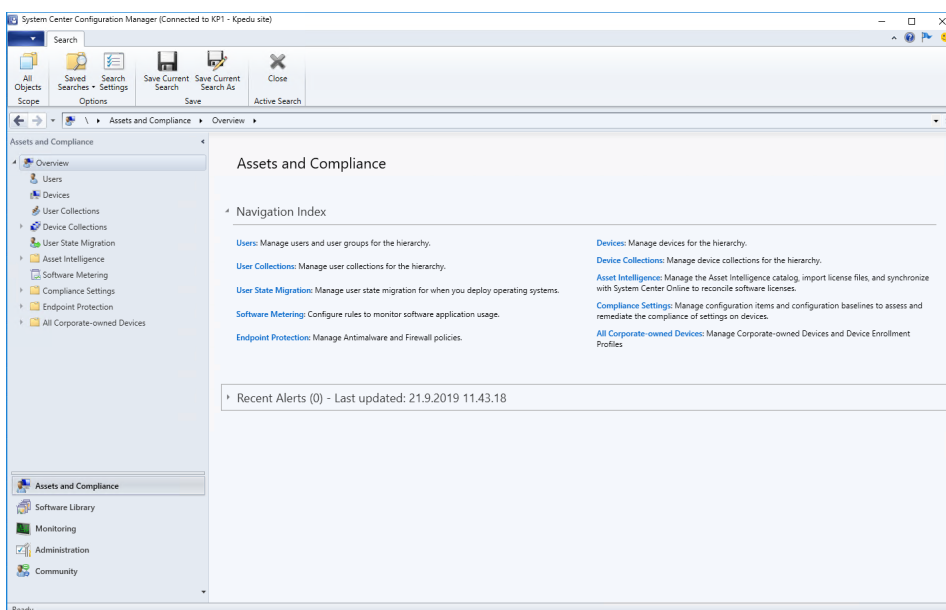 System Center Configuration Manager (Connected to KP1 - Kpedu site)
Search
All Objects
Saved Searches
Search Settings
Save Current Search
Save Current Search As
Close
Scope
Options
Save
Active Search
\ Assets and Compliance Overview
Assets and Compliance
Overview
Users
Devices
User Collections
Device Collections
User State Migration
Asset Intelligence
Software Metering
Compliance Settings
Endpoint Protection
All Corporate-owned Devices
Assets and Compliance
Software Library
Monitoring
Administration
Community
Assets and Compliance
Navigation Index
Users: Manage users and user groups for the hierarchy.
User Collections: Manage user collections for the hierarchy.
User State Migration: Manage user state migration for when you deploy operating systems.
Software Metering: Configure rules to monitor software application usage.
Endpoint Protection: Manage Antimalware and Firewall policies.
Devices: Manage devices for the hierarchy.
Device Collections: Manage device collections for the hierarchy.
Asset Intelligence: Manage the Asset Intelligence catalog, import license files, and synchronize
with System Center Online to reconcile software licenses.
Compliance Settings: Manage configuration items and configuration baselines to assess and
remediate the compliance of settings on devices.
All Corporate-owned Devices: Manage Corporate-owned Devices and Device Enrollment
Profiles
Recent Alerts (0) - Last updated: 21.9.2019 11.43.18
Ready